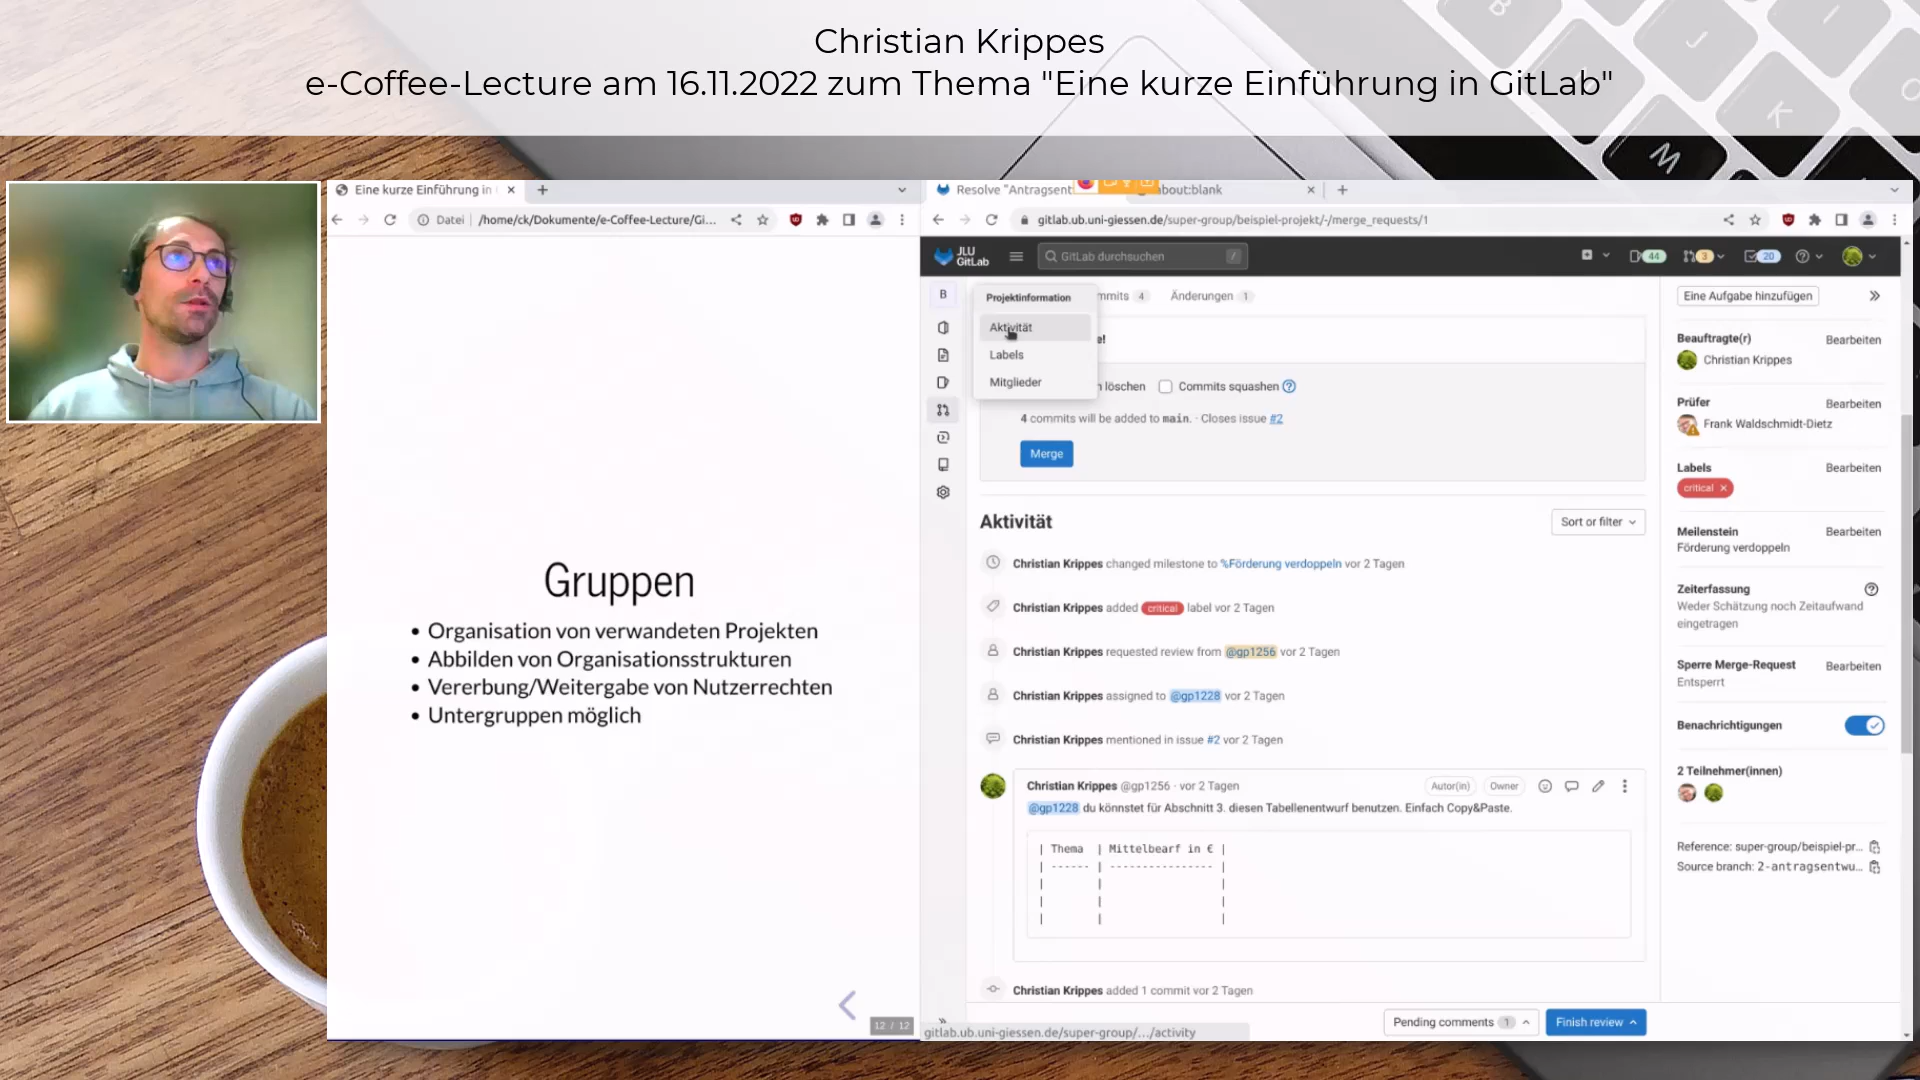 Christian Krippes
e-Coffee-Lecture am 16.11.2022 zum Thema "Eine kurze Einführung in GitLab"
Eine kurze Einführung in
Datei /home/ck/Dokumente/e-Coffee-Lecture/Gi...
Gruppen
• Organisation von verwandeten Projekten
• Abbilden von Organisationsstrukturen
• Vererbung/Weitergabe von Nutzerrechten
• Untergruppen möglich
12 / 12
Resolve "Antragsent
about:blank
gitlab.ub.uni-giessen.de/super-group/beispiel-projekt/-/merge_requests/1
JLU
GitLab
GitLab durchsuchen /
44 3 20
B
Projektinformation
Aktivität
Labels
Mitglieder
mmits 4 Änderungen 1
e!
n löschen Commits squashen
4 commits will be added to main. · Closes issue #2
Merge
Aktivität
Sort or filter
Christian Krippes changed milestone to %Förderung verdoppeln vor 2 Tagen
Christian Krippes added critical label vor 2 Tagen
Christian Krippes requested review from @gp1256 vor 2 Tagen
Christian Krippes assigned to @gp1228 vor 2 Tagen
Christian Krippes mentioned in issue #2 vor 2 Tagen
Christian Krippes @gp1256 · vor 2 Tagen Autor(in) Owner
@gp1228 du könnstet für Abschnitt 3. diesen Tabellenentwurf benutzen. Einfach Copy&Paste.
| Thema | Mittelbearf in € |
| ------ | --------------- |
| | |
| | |
| | |
Christian Krippes added 1 commit vor 2 Tagen
Pending comments 1
Finish review
gitlab.ub.uni-giessen.de/super-group/.../activity
Eine Aufgabe hinzufügen
Beauftragte(r) Bearbeiten
Christian Krippes
Prüfer Bearbeiten
Frank Waldschmidt-Dietz
Labels Bearbeiten
critical ×
Meilenstein Bearbeiten
Förderung verdoppeln
Zeiterfassung
Weder Schätzung noch Zeitaufwand
eingetragen
Sperre Merge-Request Bearbeiten
Entsperrt
Benachrichtigungen
2 Teilnehmer(innen)
Reference: super-group/beispiel-pr...
Source branch: 2-antragsentwu...
B
J
I
K
M